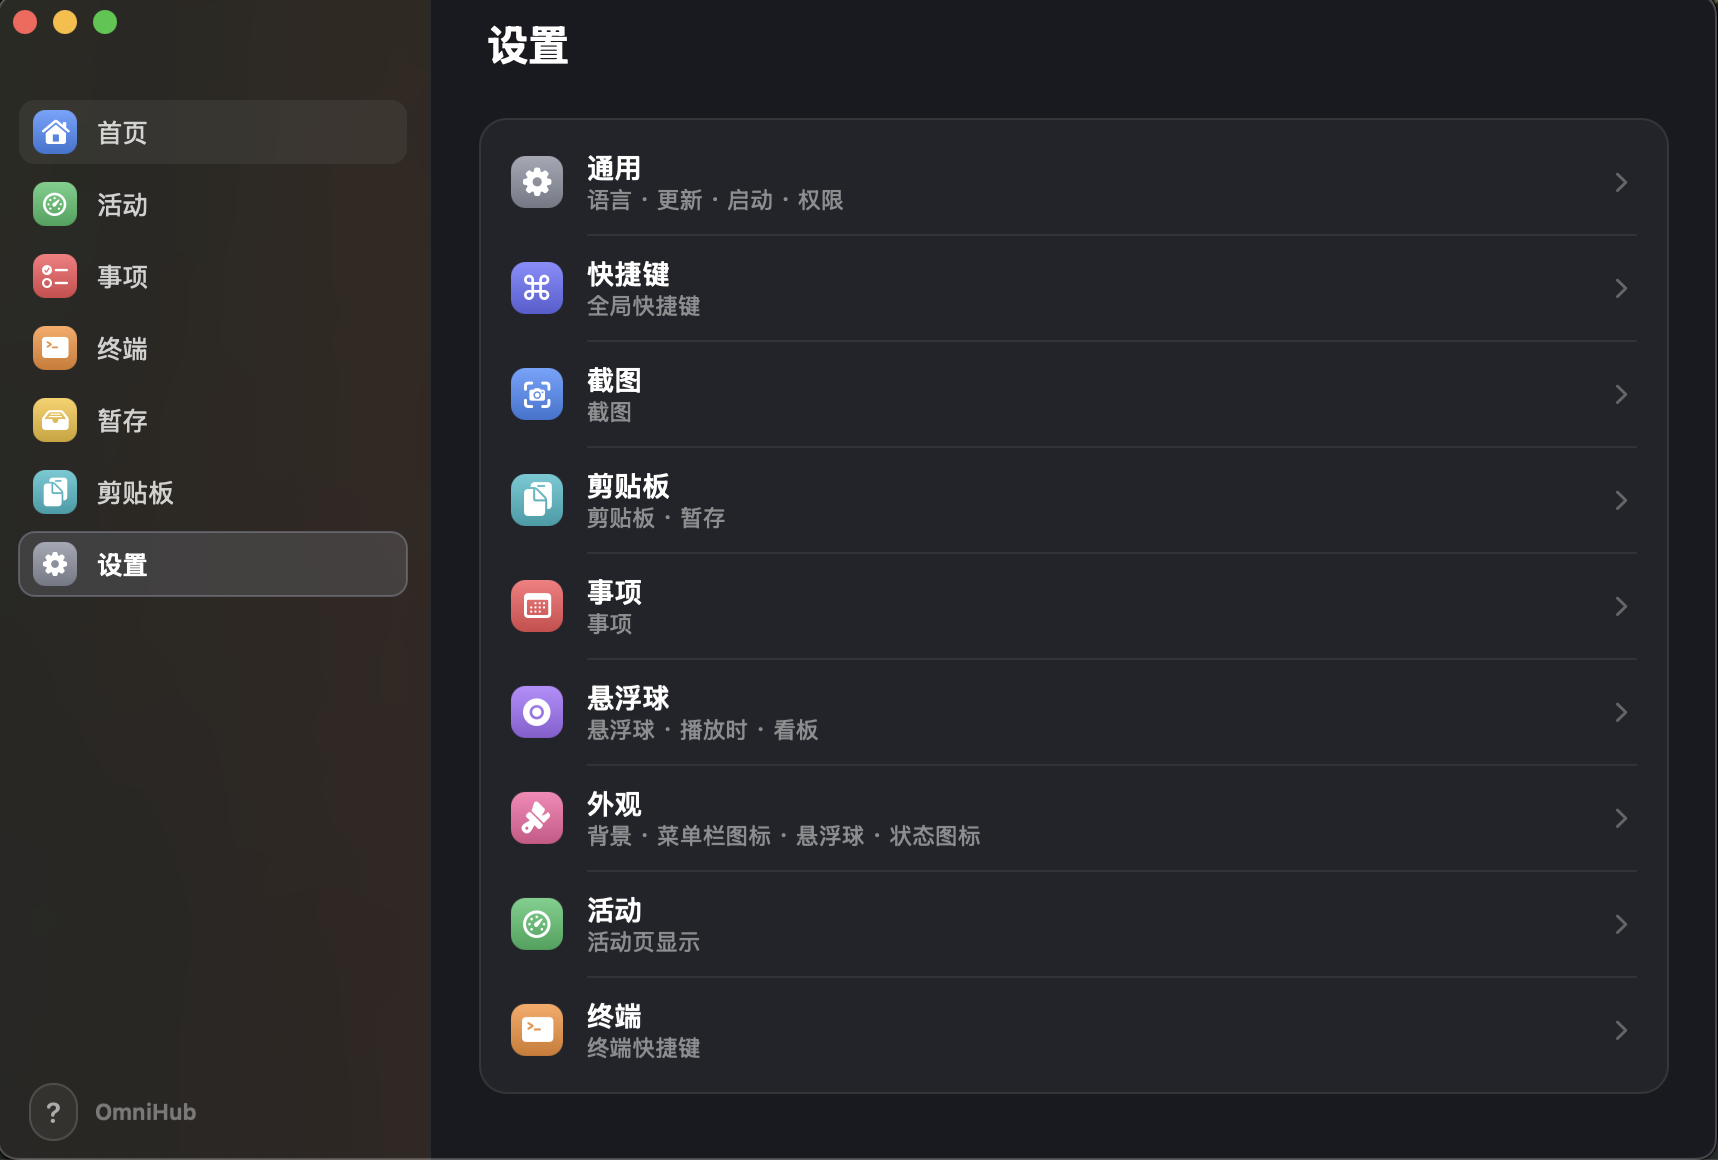 设置
首页
活动
事项
终端
暂存
剪贴板
设置
? OmniHub
通用
语言 · 更新 · 启动 · 权限
快捷键
全局快捷键
截图
截图
剪贴板
剪贴板 · 暂存
事项
事项
悬浮球
悬浮球 · 播放时 · 看板
外观
背景 · 菜单栏图标 · 悬浮球 · 状态图标
活动
活动页显示
终端
终端快捷键